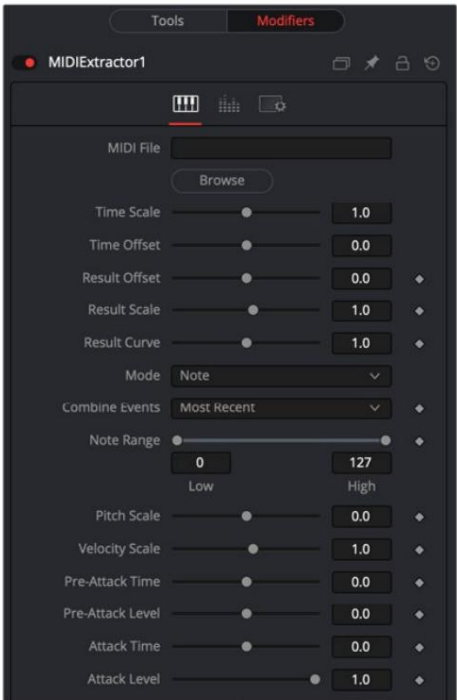 Tools Modifiers
MIDIExtractor1
MIDI File
Browse
Time Scale 1.0
Time Offset 0.0
Result Offset 0.0
Result Scale 1.0
Result Curve 1.0
Mode Note
Combine Events Most Recent
Note Range
0 127
Low High
Pitch Scale 0.0
Velocity Scale 1.0
Pre-Attack Time 0.0
Pre-Attack Level 0.0
Attack Time 0.0
Attack Level 1.0